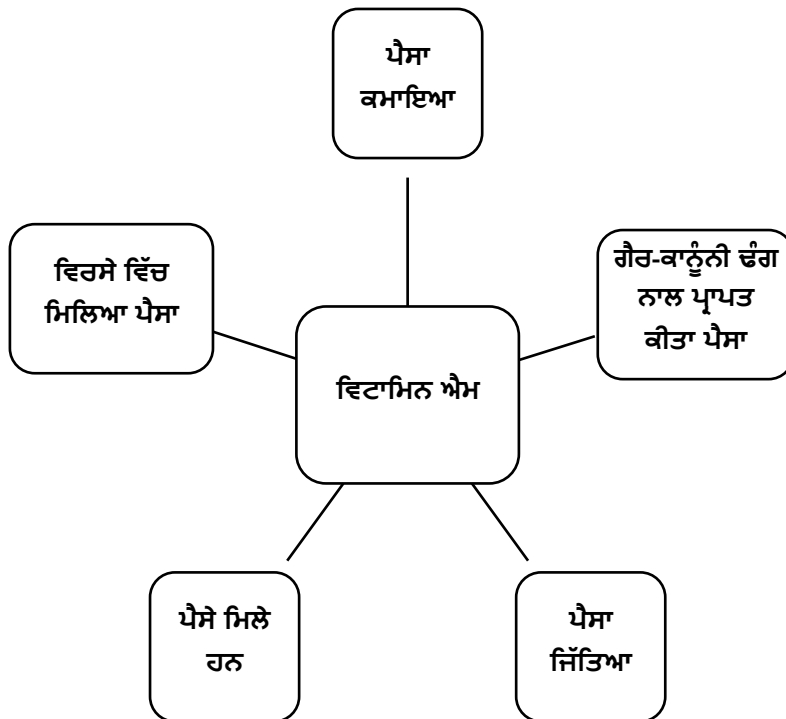 ਪੈਸਾ
ਕਮਾਇਆ
ਵਿਰਸੇ ਵਿੱਚ
ਮਿਲਿਆ ਪੈਸਾ
ਗੈਰ-ਕਾਨੂੰਨੀ ਢੰਗ
ਨਾਲ ਪ੍ਰਾਪਤ
ਕੀਤਾ ਪੈਸਾ
ਵਿਟਾਮਿਨ ਐਮ
ਪੈਸੇ ਮਿਲੇ
ਹਨ
ਪੈਸਾ
ਜਿੱਤਿਆ